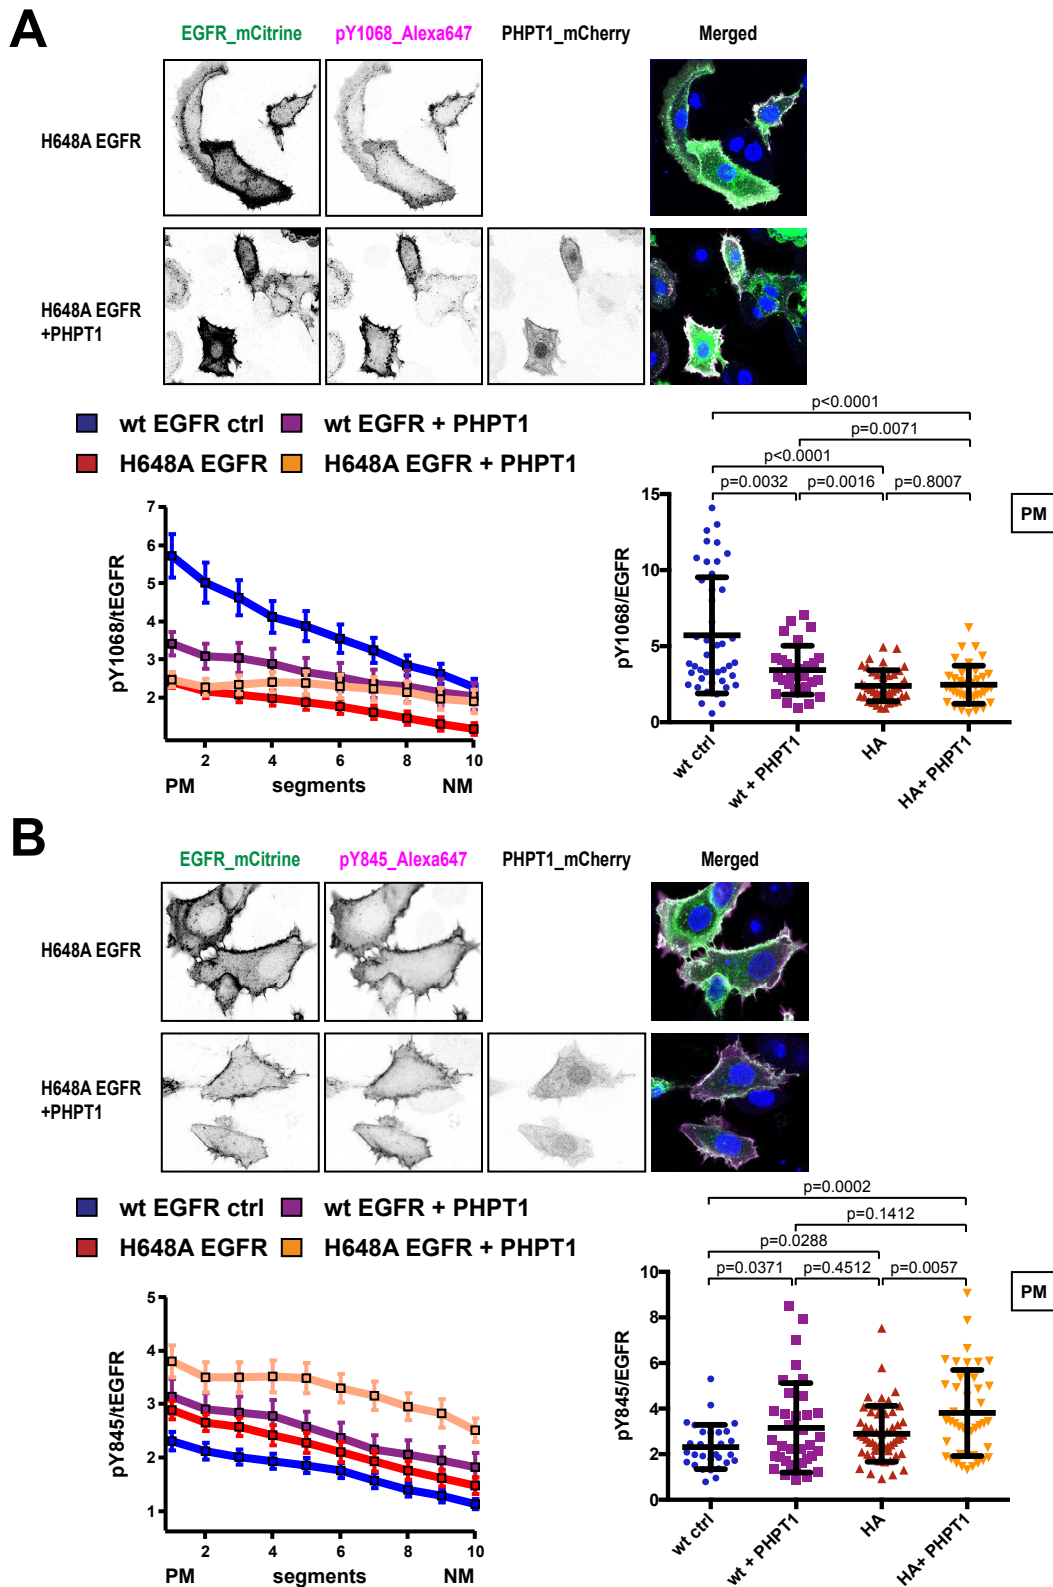 A
EGFR_mCitrine pY1068_Alexa647 PHPT1_mCherry Merged
H648A EGFR
H648A EGFR
+PHPT1
wt EGFR ctrl wt EGFR + PHPT1
H648A EGFR H648A EGFR + PHPT1
pY1068/tEGFR
7
6
5
4
3
2
2 4 6 8 10
PM segments NM
p<0.0001
p=0.0071
p<0.0001
p=0.0032 p=0.0016 p=0.8007
PM
pY1068/EGFR
15
10
5
0
wt ctrl wt + PHPT1 HA HA+ PHPT1
B
EGFR_mCitrine pY845_Alexa647 PHPT1_mCherry Merged
H648A EGFR
H648A EGFR
+PHPT1
wt EGFR ctrl wt EGFR + PHPT1
H648A EGFR H648A EGFR + PHPT1
pY845/tEGFR
5
4
3
2
1
2 4 6 8 10
PM segments NM
p=0.0002
p=0.1412
p=0.0288
p=0.0371 p=0.4512 p=0.0057
PM
pY845/EGFR
10
8
6
4
2
0
wt ctrl wt + PHPT1 HA HA+ PHPT1